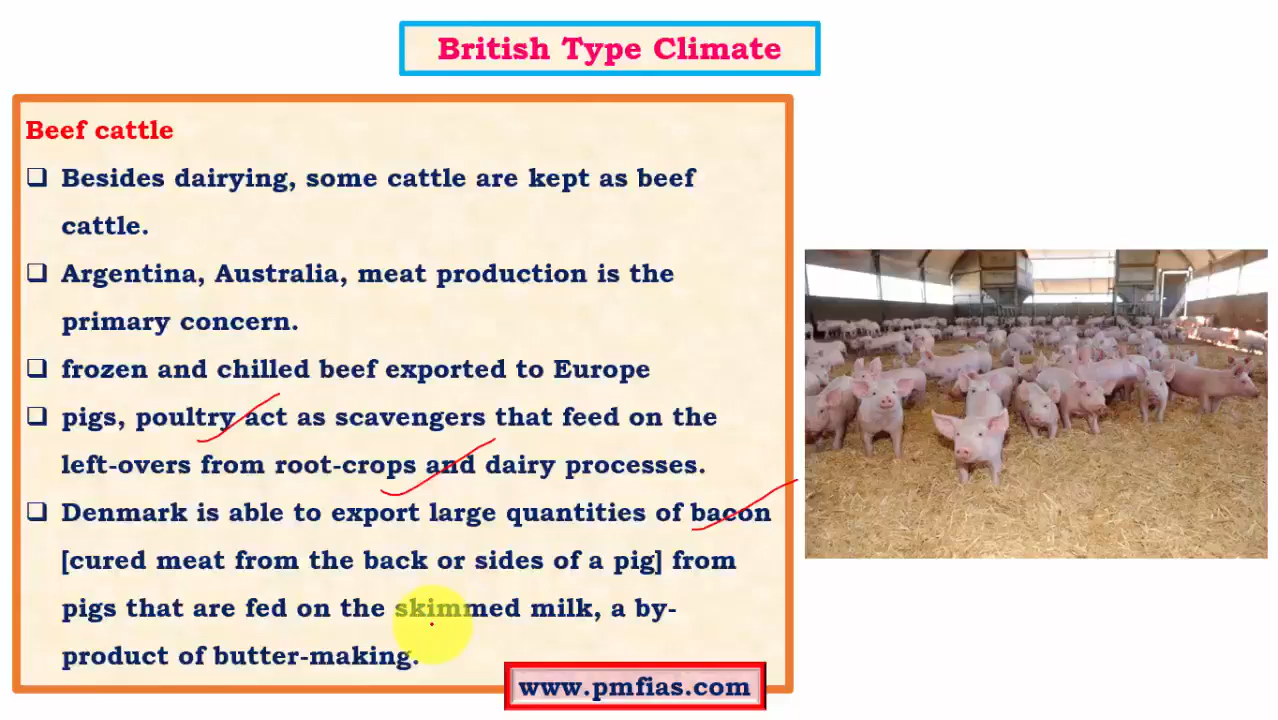 British Type Climate
Beef cattle
❑ Besides dairying, some cattle are kept as beef
cattle.
❑ Argentina, Australia, meat production is the
primary concern.
❑ frozen and chilled beef exported to Europe
❑ pigs, poultry act as scavengers that feed on the
left-overs from root-crops and dairy processes.
❑ Denmark is able to export large quantities of bacon
[cured meat from the back or sides of a pig] from
pigs that are fed on the skimmed milk, a by-
product of butter-making.
www.pmfias.com